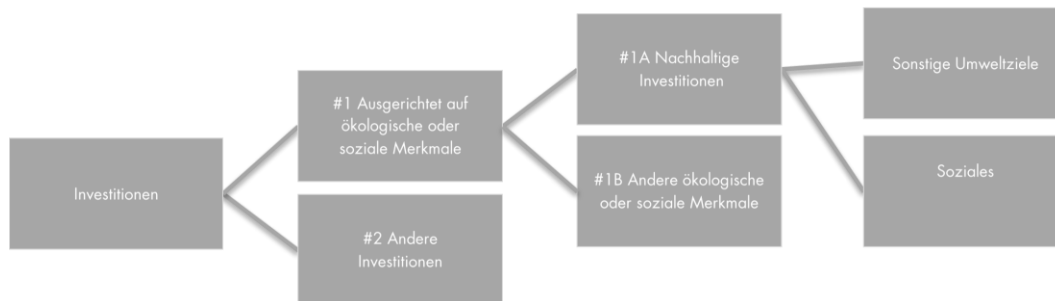 Investitionen
#1 Ausgerichtet auf
ökologische oder
soziale Merkmale
#2 Andere
Investitionen
#1A Nachhaltige
Investitionen
#1B Andere ökologische
oder soziale Merkmale
Sonstige Umweltziele
Soziales